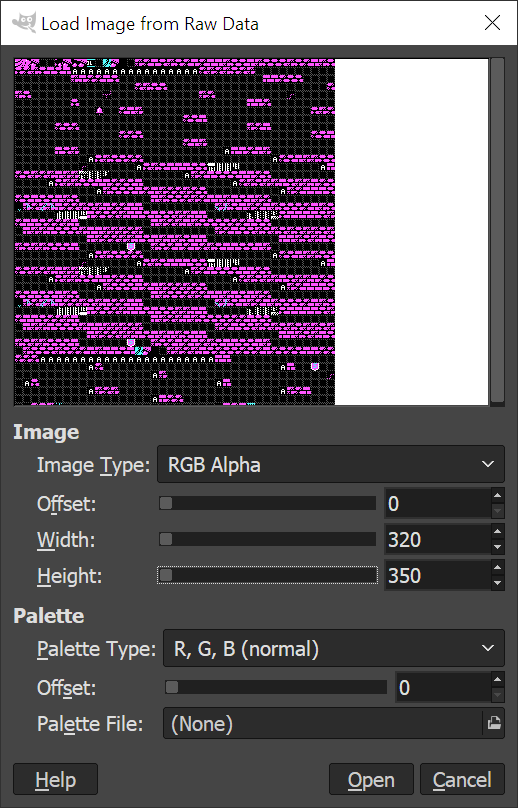 Load Image from Raw Data
Image
Image Type: RGB Alpha
Offset: 0
Width: 320
Height: 350
Palette
Palette Type: R, G, B (normal)
Offset: 0
Palette File: (None)
Help Open Cancel